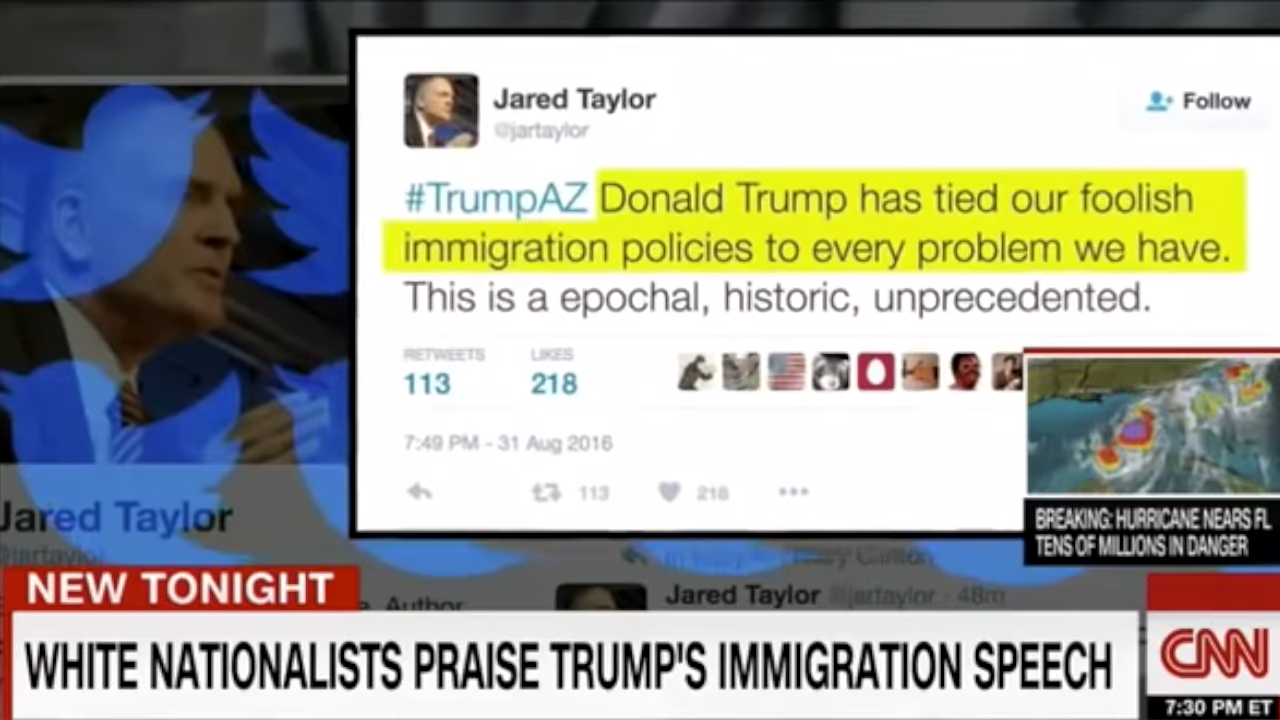 Jared Taylor
@jartaylor
Follow
#TrumpAZ Donald Trump has tied our foolish
immigration policies to every problem we have.
This is a epochal, historic, unprecedented.
RETWEETS LIKES
113 218
7:49 PM - 31 Aug 2016
113 218
Jared Taylor
@jartaylor
BREAKING: HURRICANE NEARS FL
TENS OF MILLIONS IN DANGER
Author
Jared Taylor @jartaylor · 48m
NEW TONIGHT
WHITE NATIONALISTS PRAISE TRUMP'S IMMIGRATION SPEECH
CNN
7:30 PM ET